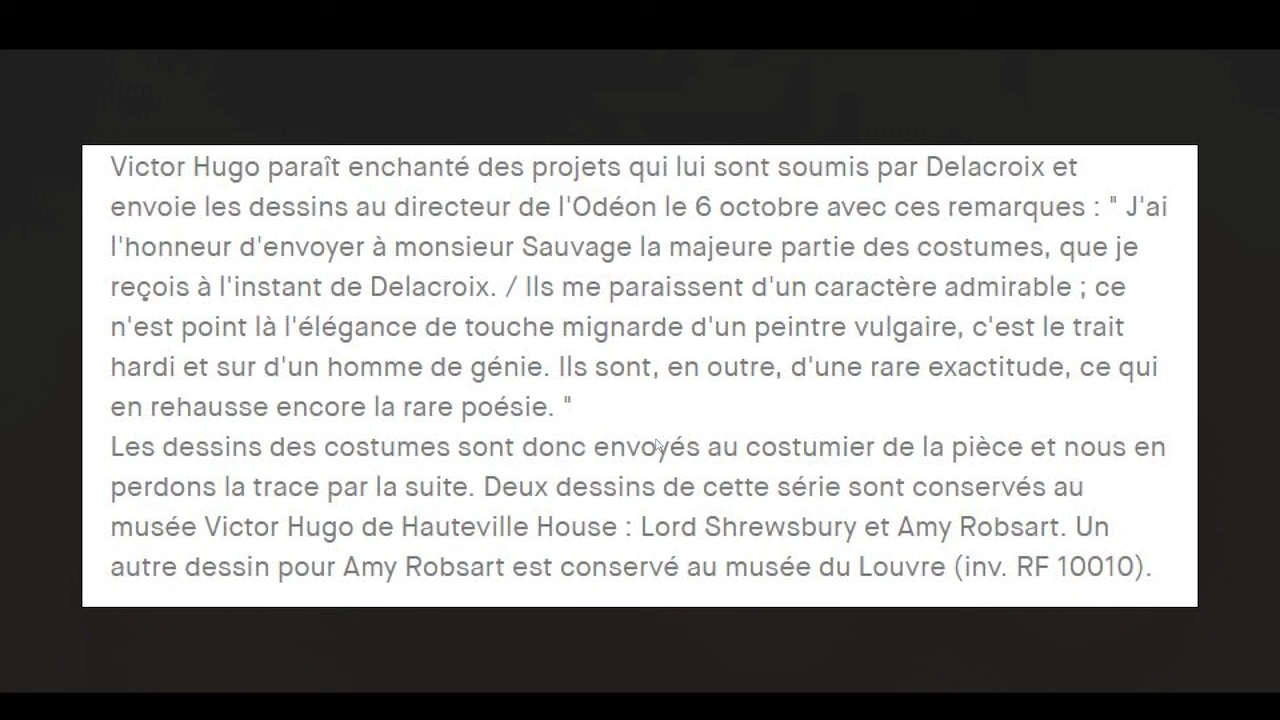 Victor Hugo paraît enchanté des projets qui lui sont soumis par Delacroix et
envoie les dessins au directeur de l'Odéon le 6 octobre avec ces remarques : " J'ai
l'honneur d'envoyer à monsieur Sauvage la majeure partie des costumes, que je
reçois à l'instant de Delacroix. / Ils me paraissent d'un caractère admirable ; ce
n'est point là l'élégance de touche mignarde d'un peintre vulgaire, c'est le trait
hardi et sur d'un homme de génie. Ils sont, en outre, d'une rare exactitude, ce qui
en rehausse encore la rare poésie. "
Les dessins des costumes sont donc envoyés au costumier de la pièce et nous en
perdons la trace par la suite. Deux dessins de cette série sont conservés au
musée Victor Hugo de Hauteville House : Lord Shrewsbury et Amy Robsart. Un
autre dessin pour Amy Robsart est conservé au musée du Louvre (inv. RF 10010).